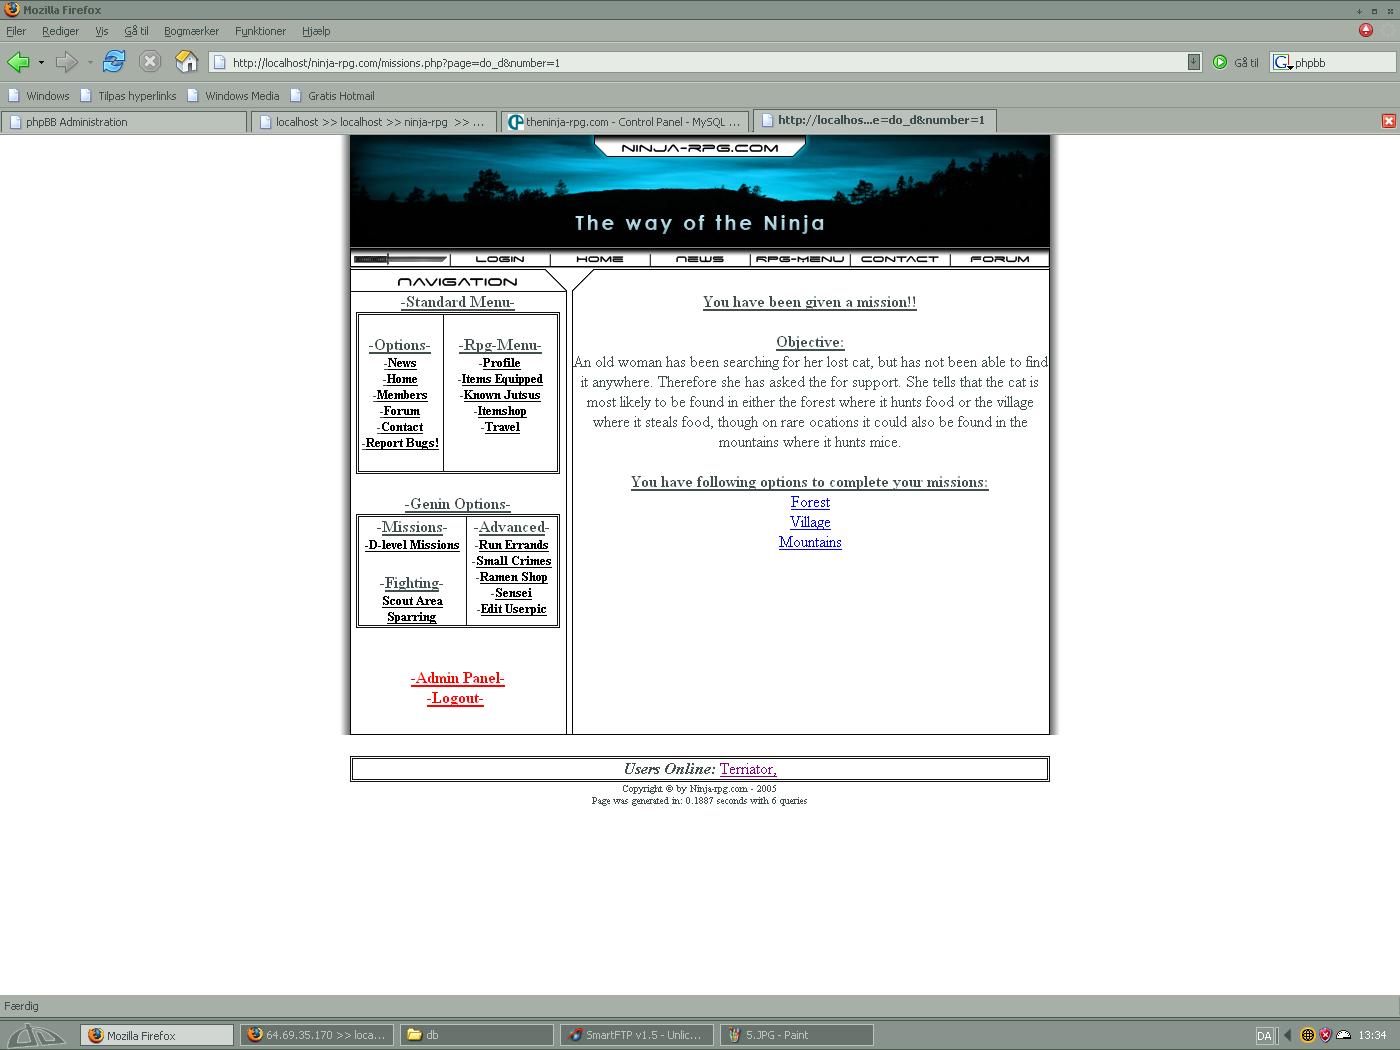 Mozilla Firefox
Filer Rediger Vis Gå til Bogmærker Funktioner Hjælp
http://localhost/ninja-rpg.com/missions.php?page=do_d&number=1 Gå til phpbb
Windows Tilpas hyperlinks Windows Media Gratis Hotmail
phpBB Administration localhost >> localhost >> ninja-rpg >> ... theninja-rpg.com - Control Panel - MySQL ... http://localhos...e=do_d&number=1
NINJA-RPG.COM
The way of the Ninja
LOGIN HOME NEWS RPG-MENU CONTACT FORUM
NAVIGATION
-Standard Menu-
-Options-
-News
-Home
-Members
-Forum
-Contact
-Report Bugs!
-Rpg-Menu-
-Profile
-Items Equipped
-Known Jutsus
-Itemshop
-Travel
-Genin Options-
-Missions-
-D-level Missions
-Fighting-
Scout Area
Sparring
-Advanced-
-Run Errands
-Small Crimes
-Ramen Shop
-Sensei
-Edit Userpic
-Admin Panel-
-Logout-
You have been given a mission!!
Objective:
An old woman has been searching for her lost cat, but has not been able to find
it anywhere. Therefore she has asked the for support. She tells that the cat is
most likely to be found in either the forest where it hunts food or the village
where it steals food, though on rare ocations it could also be found in the
mountains where it hunts mice.
You have following options to complete your missions:
Forest
Village
Mountains
Users Online: Terriator,
Copyright © by Ninja-rpg.com - 2005
Page was generated in: 0.1887 seconds with 6 queries
Færdig
Mozilla Firefox 64.69.35.170 >> loca... db SmartFTP v1.5 - Unlic... 5.JPG - Paint DA 13:34